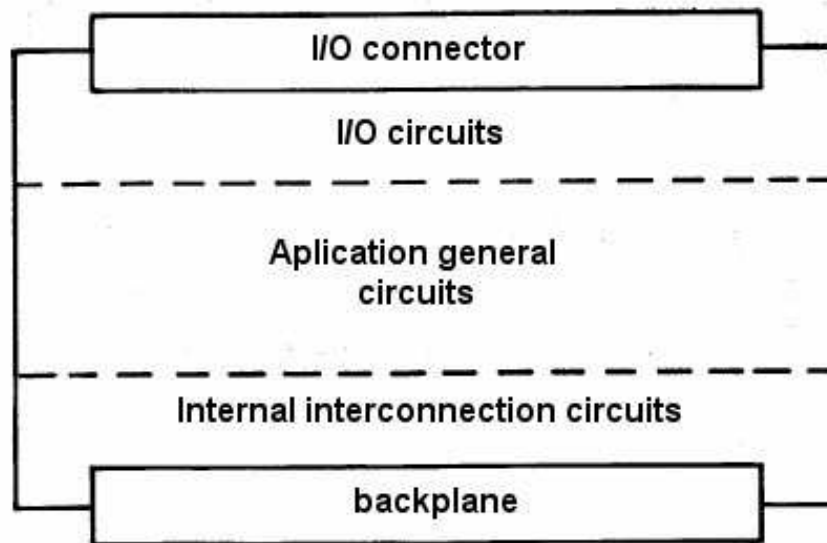 I/O connector
I/O circuits
Aplication general
circuits
Internal interconnection circuits
backplane